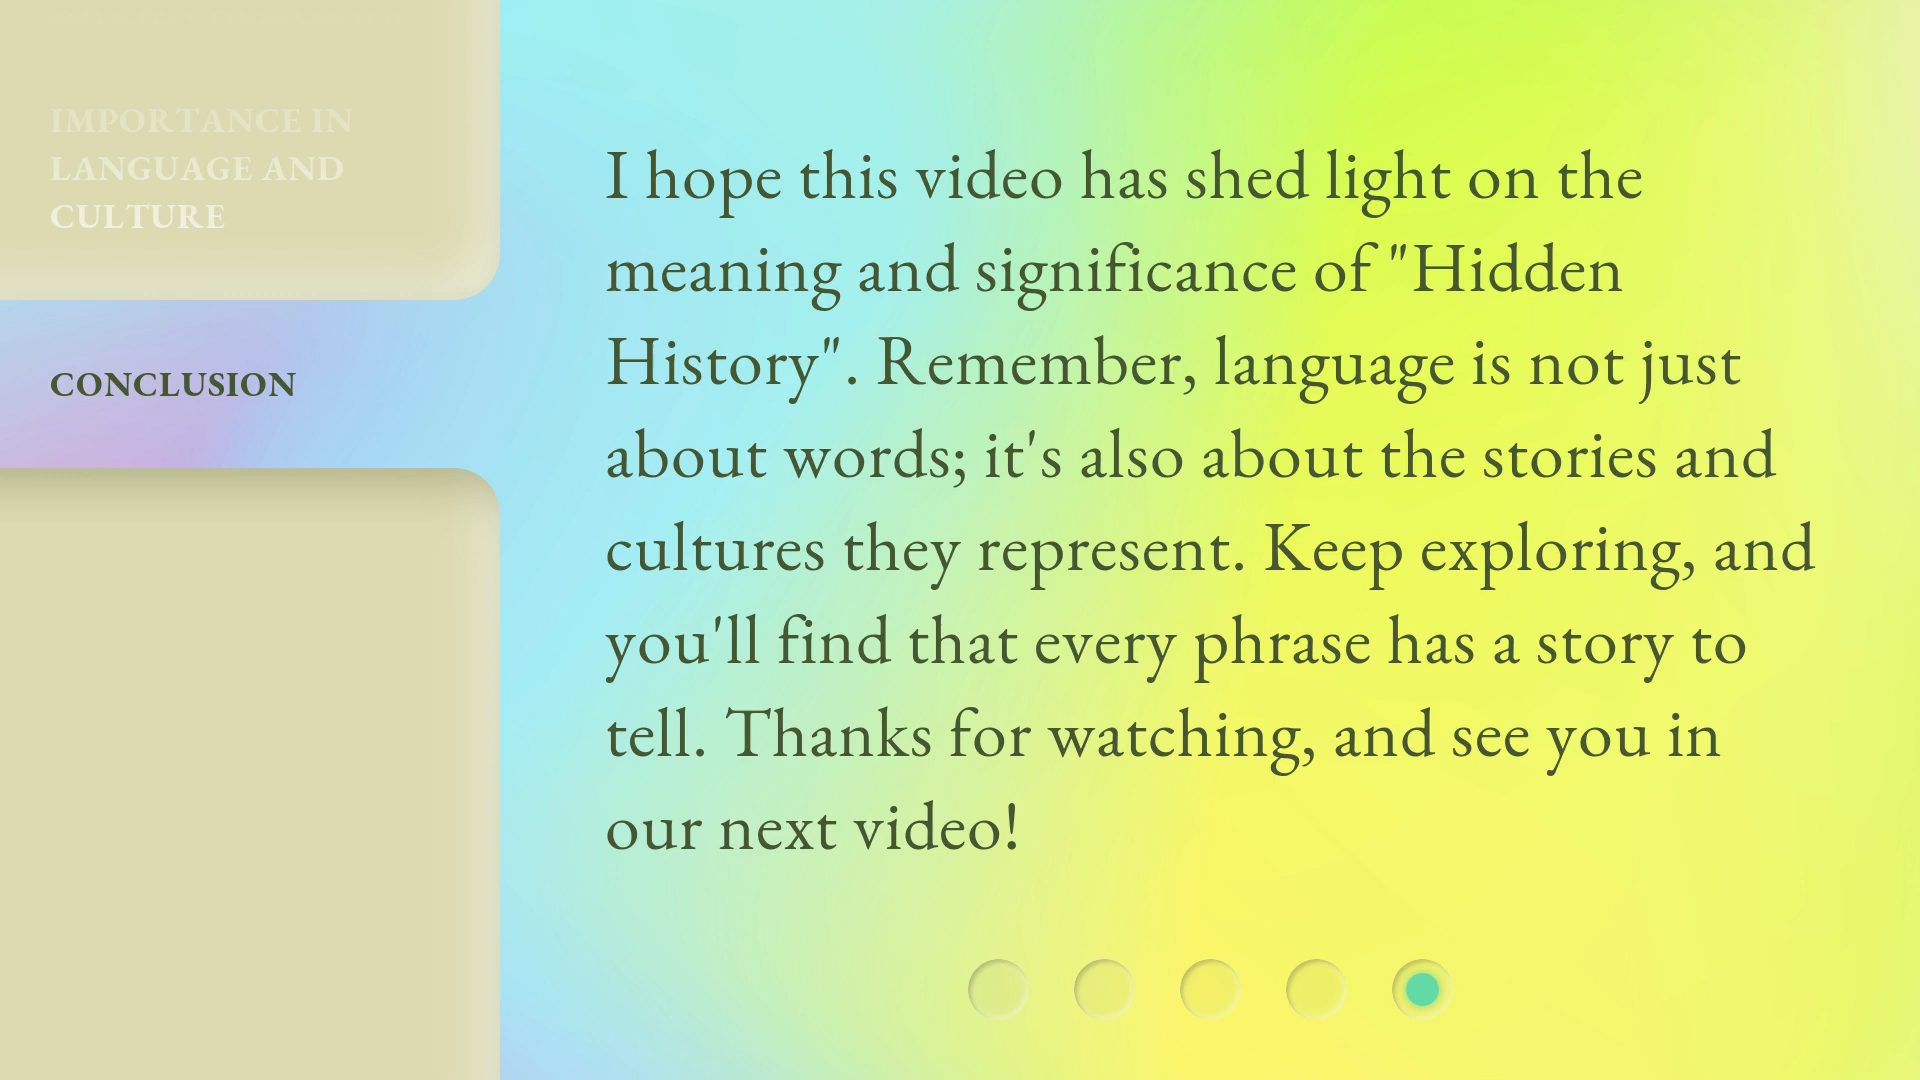 IMPORTANCE IN
LANGUAGE AND
CULTURE
CONCLUSION
I hope this video has shed light on the
meaning and significance of "Hidden
History". Remember, language is not just
about words; it's also about the stories and
cultures they represent. Keep exploring, and
you'll find that every phrase has a story to
tell. Thanks for watching, and see you in
our next video!